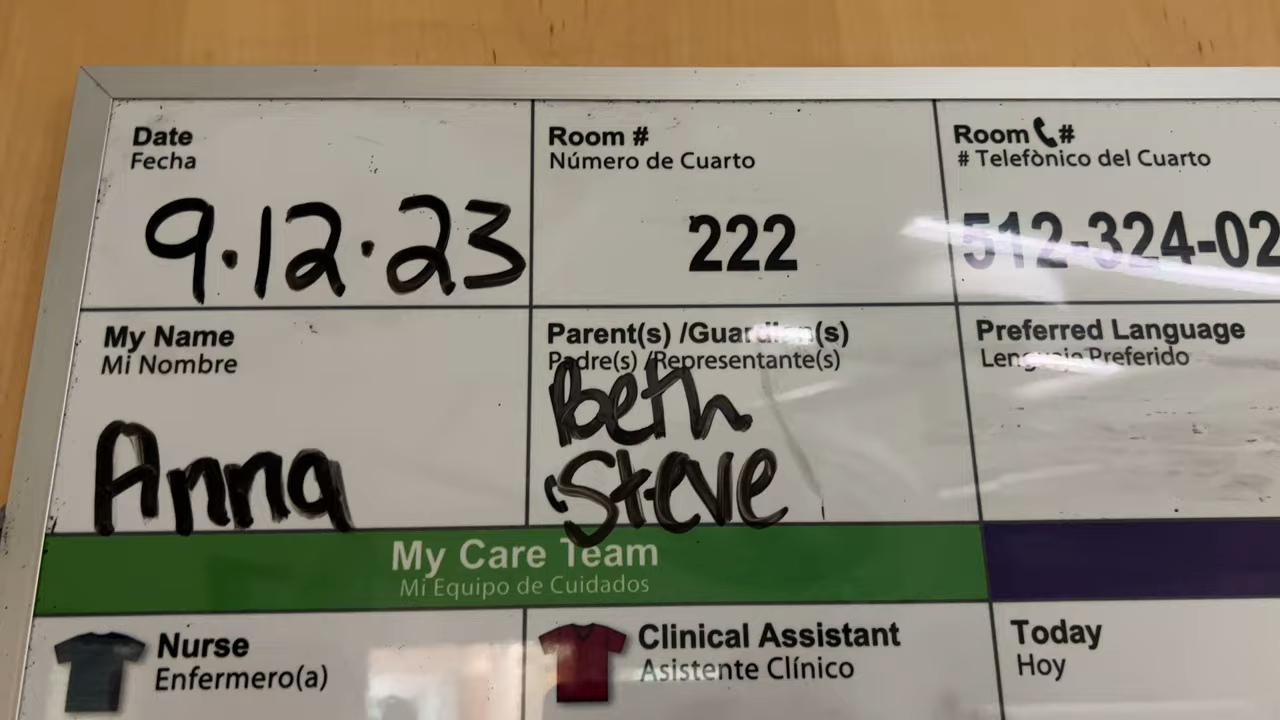 Date
Fecha
9.12.23
Room #
Número de Cuarto
222
Room #
# Telefònico del Cuarto
512-324-02
My Name
Mi Nombre
Anna
Parent(s) /Guardian(s)
Padre(s) /Representante(s)
Beth
Steve
Preferred Language
Lenguaje Preferido
My Care Team
Mi Equipo de Cuidados
Nurse
Enfermero(a)
Clinical Assistant
Asistente Clínico
Today
Hoy